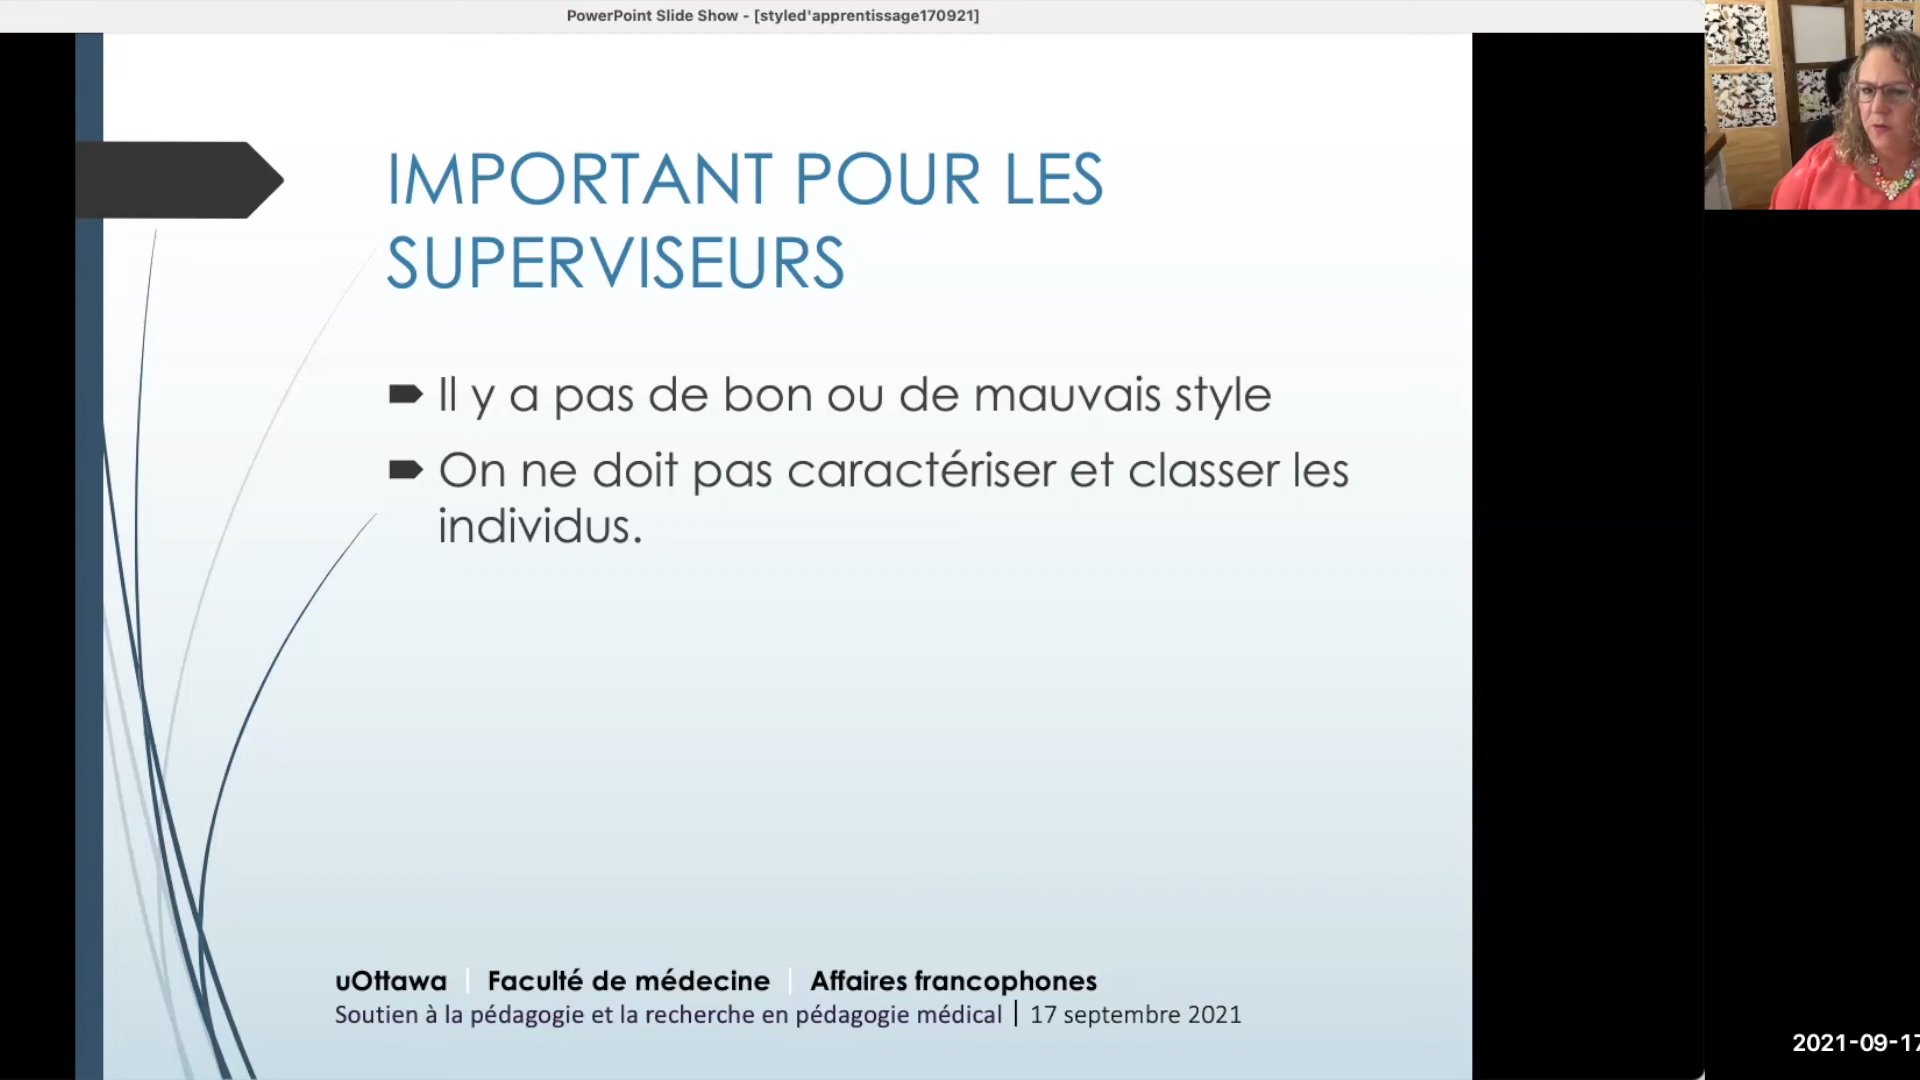 PowerPoint Slide Show - [styled'apprentissage170921]
IMPORTANT POUR LES
SUPERVISEURS
Il y a pas de bon ou de mauvais style
On ne doit pas caractériser et classer les
individus.
uOttawa | Faculté de médecine | Affaires francophones
Soutien à la pédagogie et la recherche en pédagogie médical | 17 septembre 2021
2021-09-17